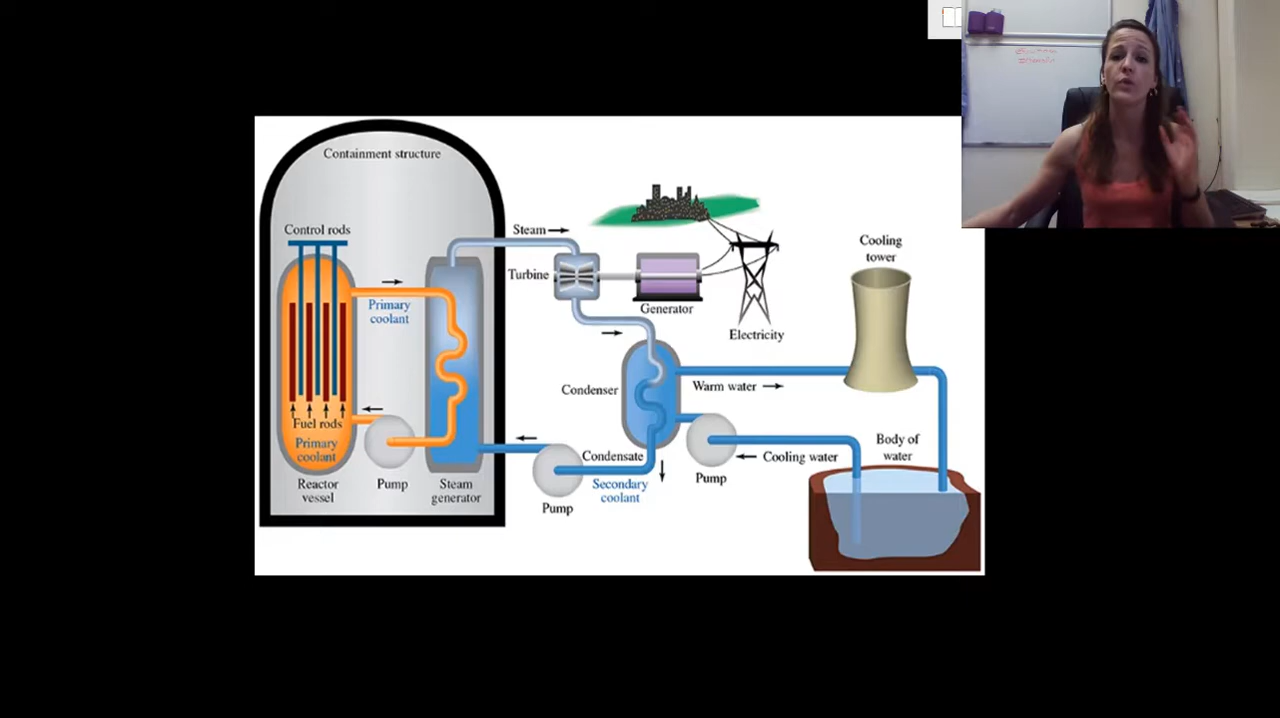 Containment structure
Control rods
Steam
Turbine
Primary
coolant
Generator
Electricity
Cooling
tower
Condenser
Warm water
Fuel rods
Primary
coolant
Reactor
vessel
Pump
Steam
generator
Condensate
Secondary
coolant
Pump
Pump
Cooling water
Body of
water